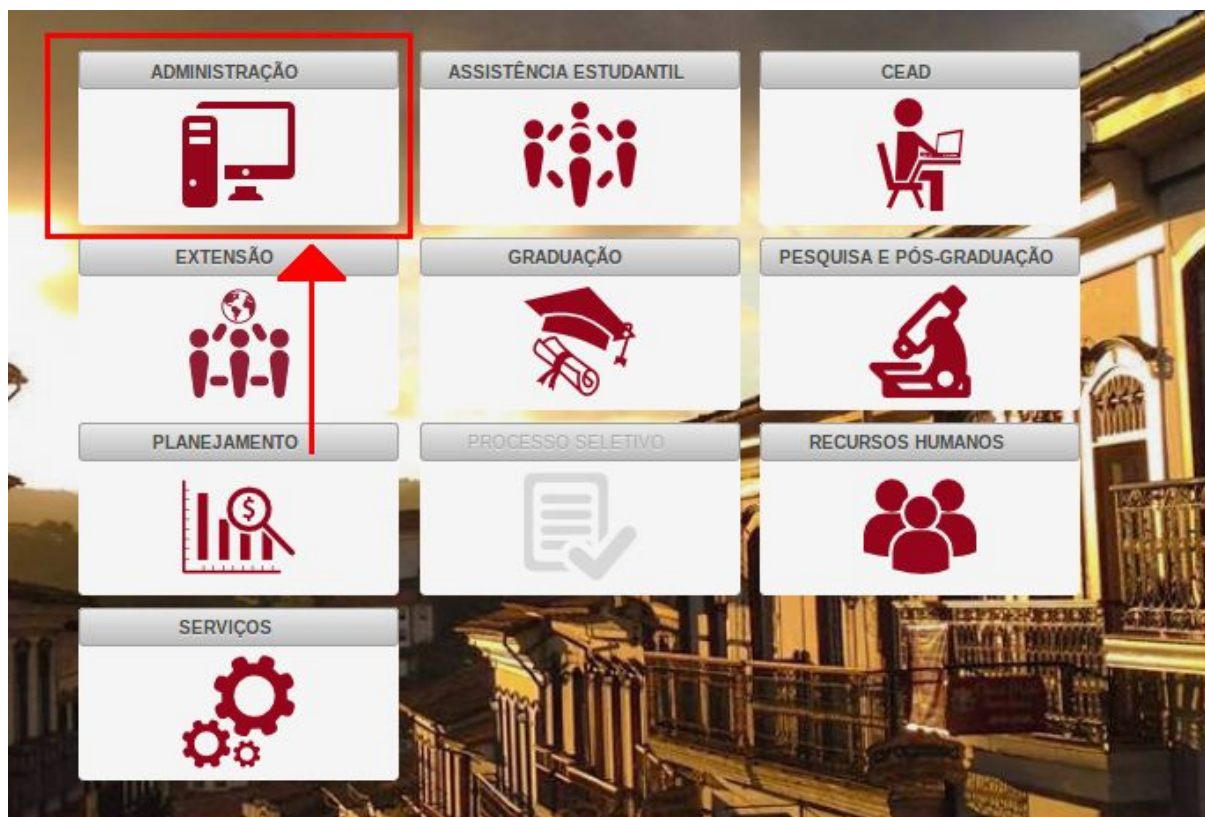 ADMINISTRAÇÃO
ASSISTÊNCIA ESTUDANTIL
CEAD
EXTENSÃO
GRADUAÇÃO
PESQUISA E PÓS-GRADUAÇÃO
PLANEJAMENTO
PROCESSO SELETIVO
RECURSOS HUMANOS
SERVIÇOS